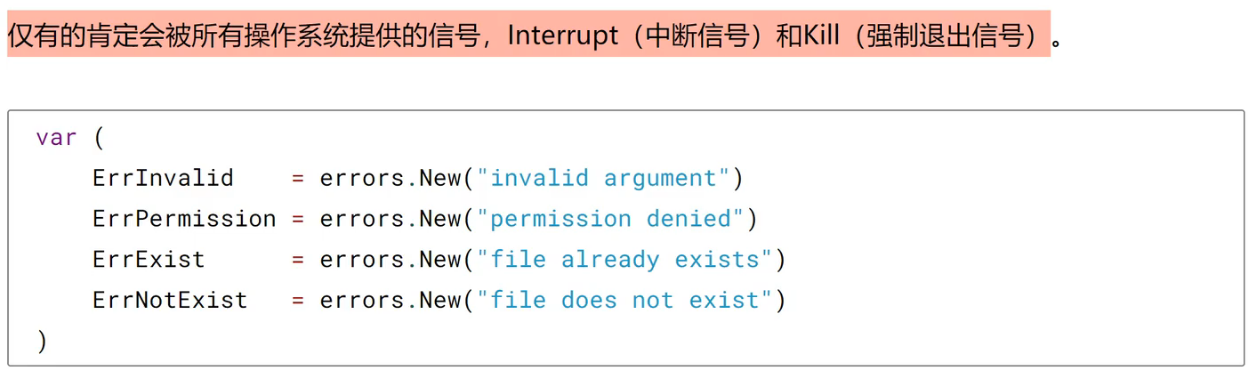 仅有的肯定会被所有操作系统提供的信号，Interrupt（中断信号）和Kill（强制退出信号）。
var (
    ErrInvalid    = errors.New("invalid argument")
    ErrPermission = errors.New("permission denied")
    ErrExist      = errors.New("file already exists")
    ErrNotExist   = errors.New("file does not exist")
)